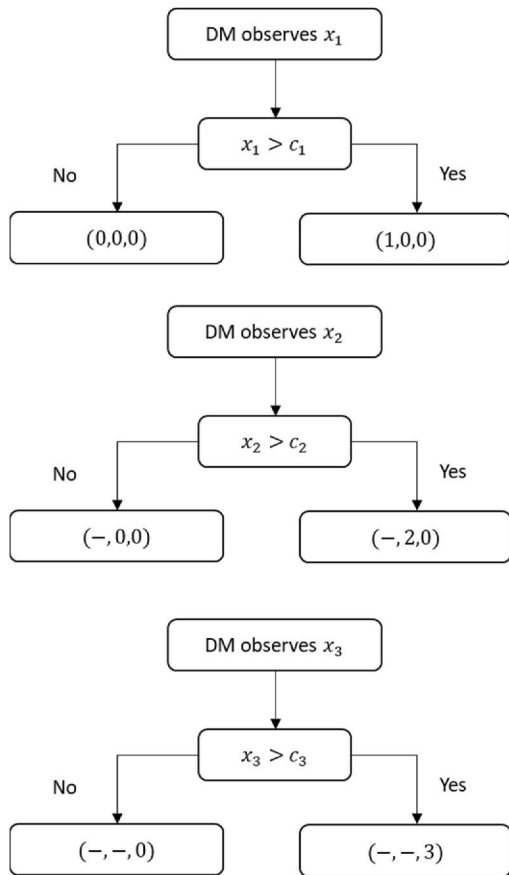 DM observes x₁
x₁ > c₁
No
Yes
(0,0,0)
(1,0,0)
DM observes x₂
x₂ > c₂
No
Yes
(−,0,0)
(−, 2,0)
DM observes x₃
x₃ > c₃
No
Yes
(−, −, 0)
(−, −, 3)